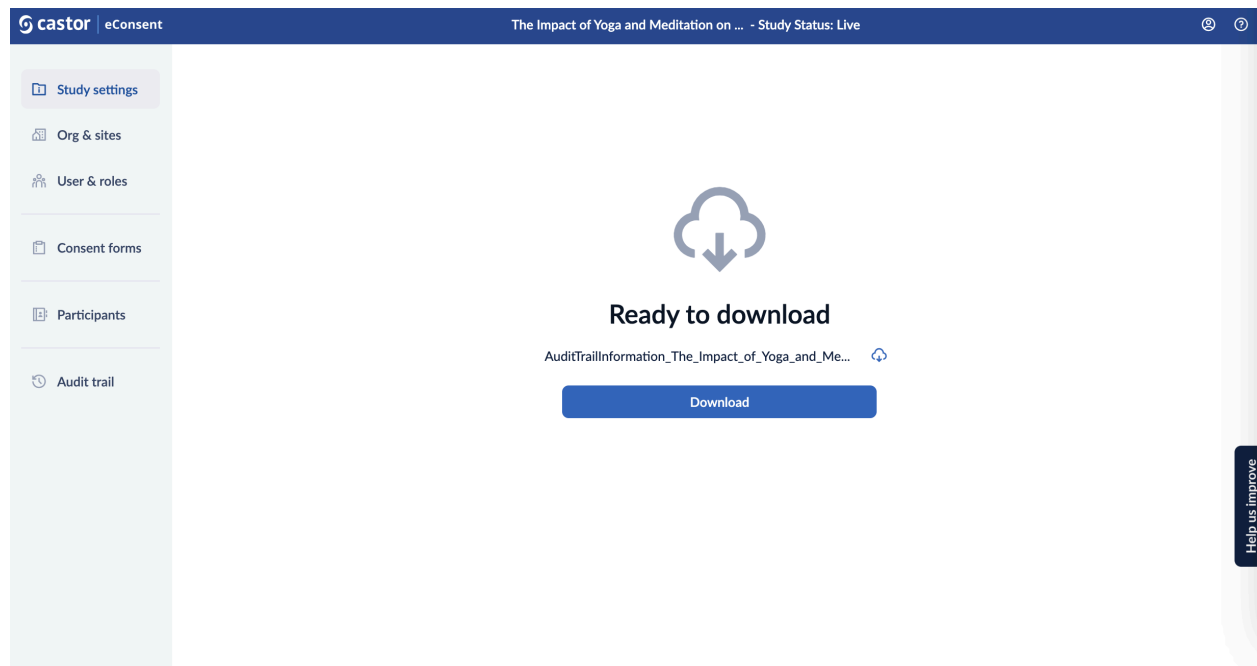 castor | eConsent
The Impact of Yoga and Meditation on ... - Study Status: Live
Study settings
Org & sites
User & roles
Consent forms
Participants
Audit trail
Ready to download
AuditTrailInformation_The_Impact_of_Yoga_and_Me...
Download
Help us improve